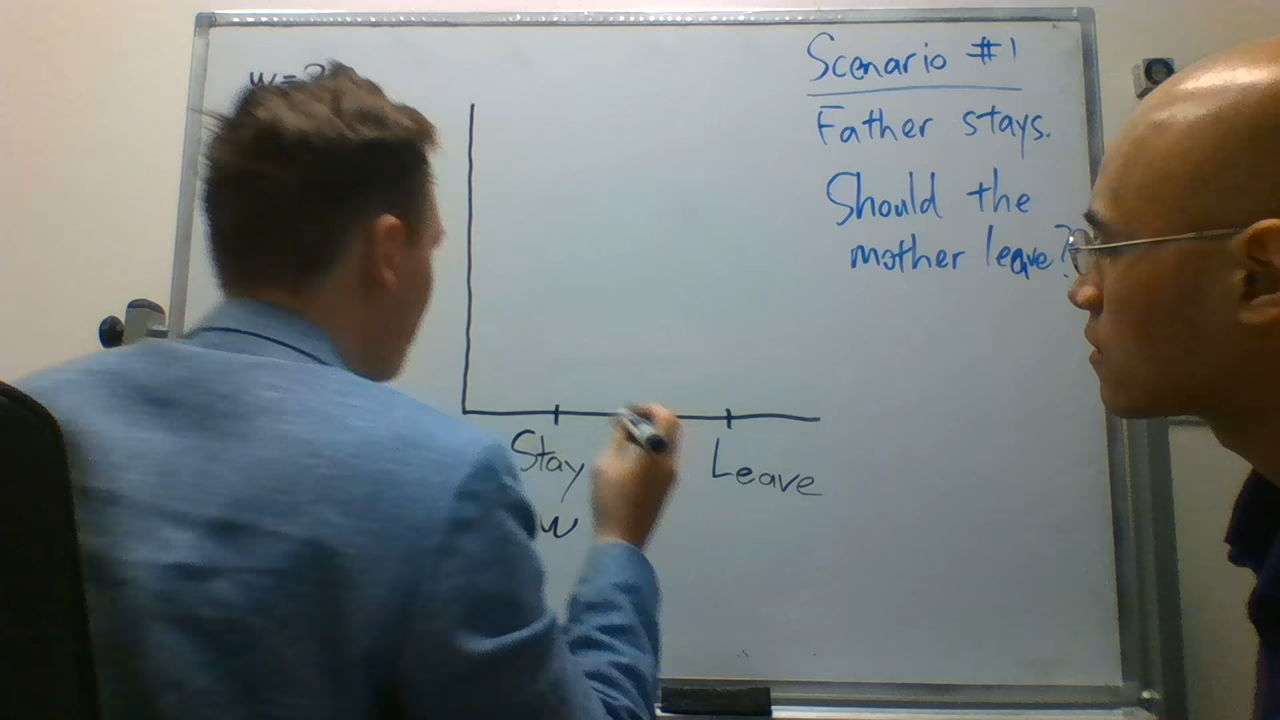 w=
Scenario #1
Father stays.
Should the
mother leave?
Stay Leave
w